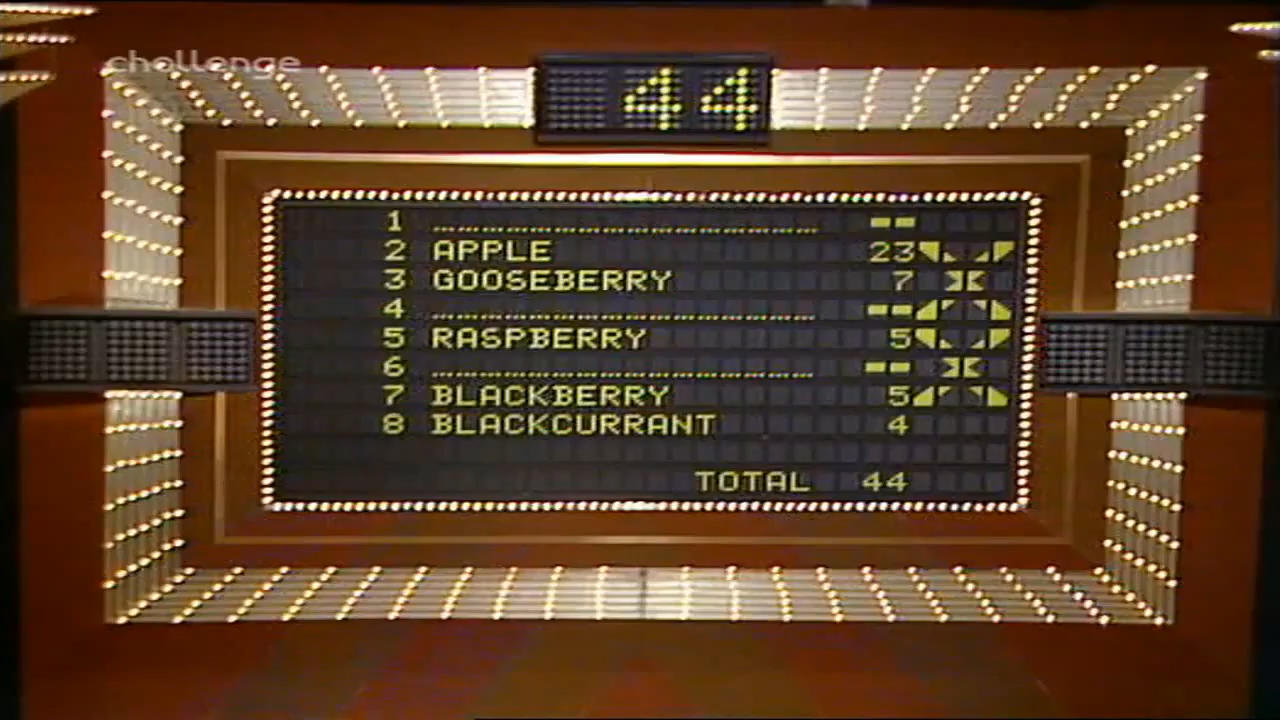 challenge
44
1 ................................ --
2 APPLE 23
3 GOOSEBERRY 7
4 ................................ --
5 RASPBERRY 5
6 ................................ --
7 BLACKBERRY 5
8 BLACKCURRANT 4
TOTAL 44